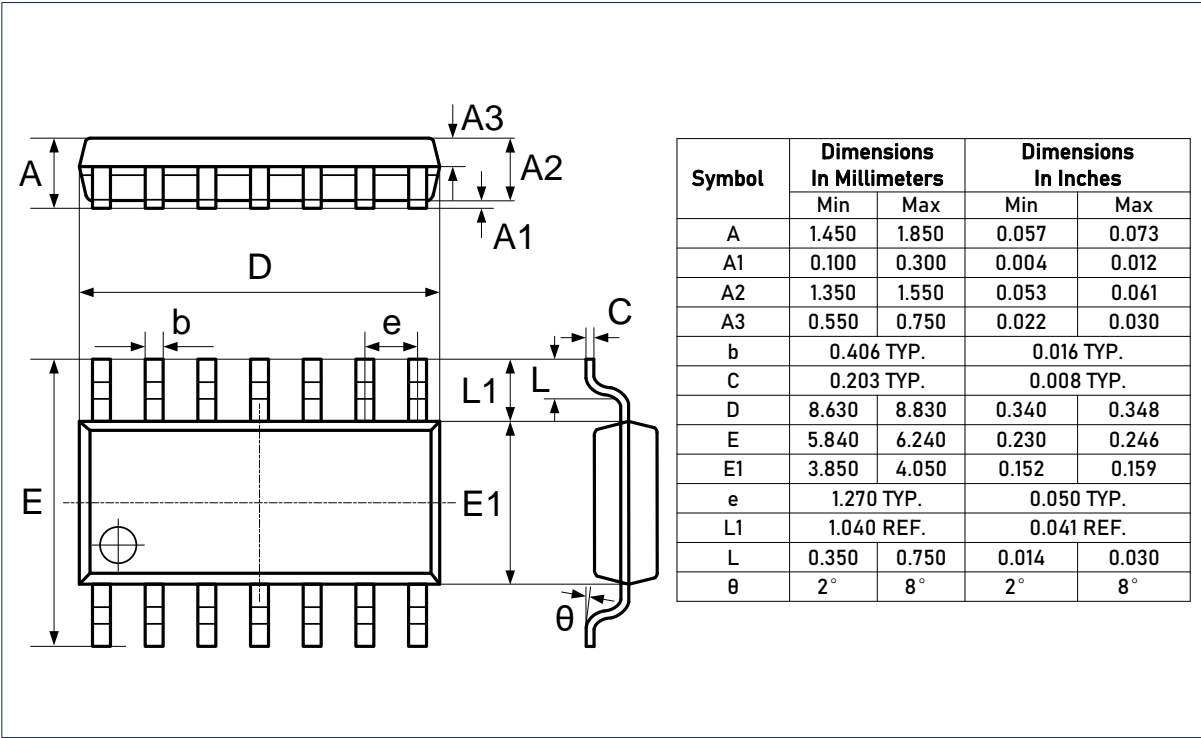 A3
A
A2
A1
D
b
e
C
L1
L
E
E1
θ
Symbol Dimensions In Millimeters Dimensions In Inches
Min Max Min Max
A 1.450 1.850 0.057 0.073
A1 0.100 0.300 0.004 0.012
A2 1.350 1.550 0.053 0.061
A3 0.550 0.750 0.022 0.030
b 0.406 TYP. 0.016 TYP.
C 0.203 TYP. 0.008 TYP.
D 8.630 8.830 0.340 0.348
E 5.840 6.240 0.230 0.246
E1 3.850 4.050 0.152 0.159
e 1.270 TYP. 0.050 TYP.
L1 1.040 REF. 0.041 REF.
L 0.350 0.750 0.014 0.030
θ 2° 8° 2° 8°